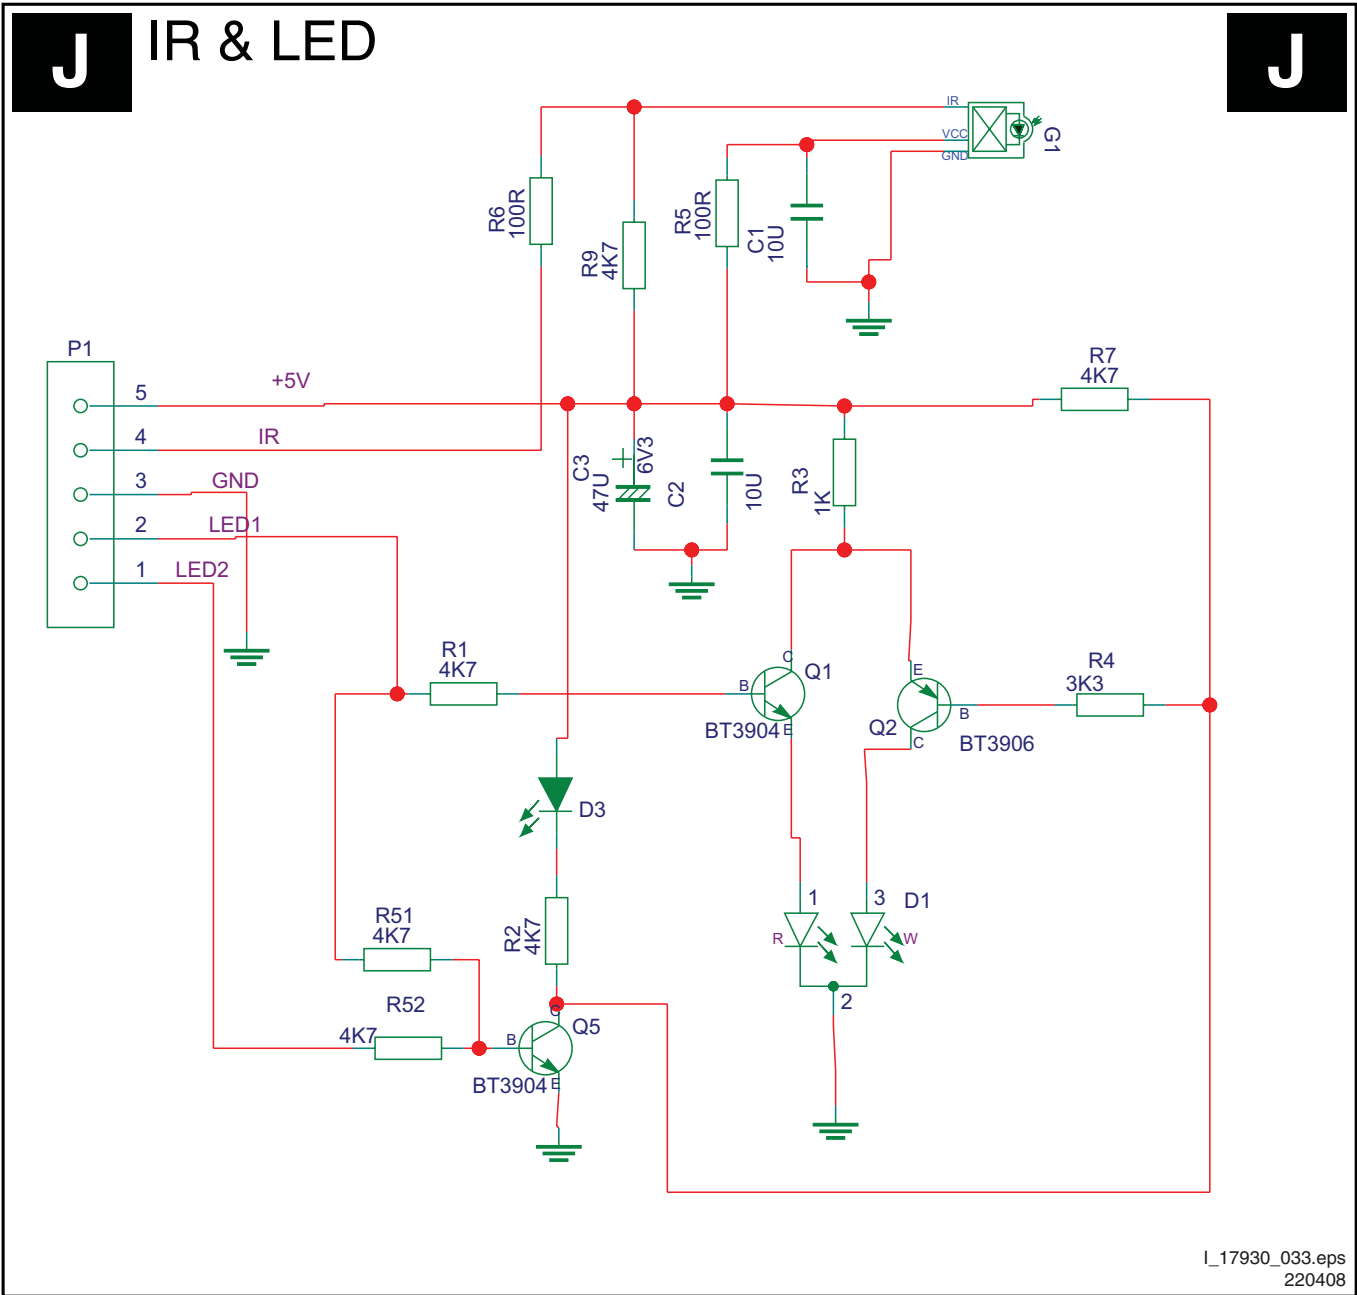 J IR & LED J
IR
VCC
GND
G1
R6
100R
R9
4K7
R5
100R
C1
10U
P1
5 +5V
4 IR
3 GND
2 LED1
1 LED2
R7
4K7
C3
47U
6V3
C2
10U
R3
1K
R1
4K7
C
B
E
Q1
BT3904
E
B
C
Q2
BT3906
R4
3K3
D3
1
R
3
W
D1
2
R51
4K7
R2
4K7
R52
4K7
C
B
E
Q5
BT3904
I_17930_033.eps
220408